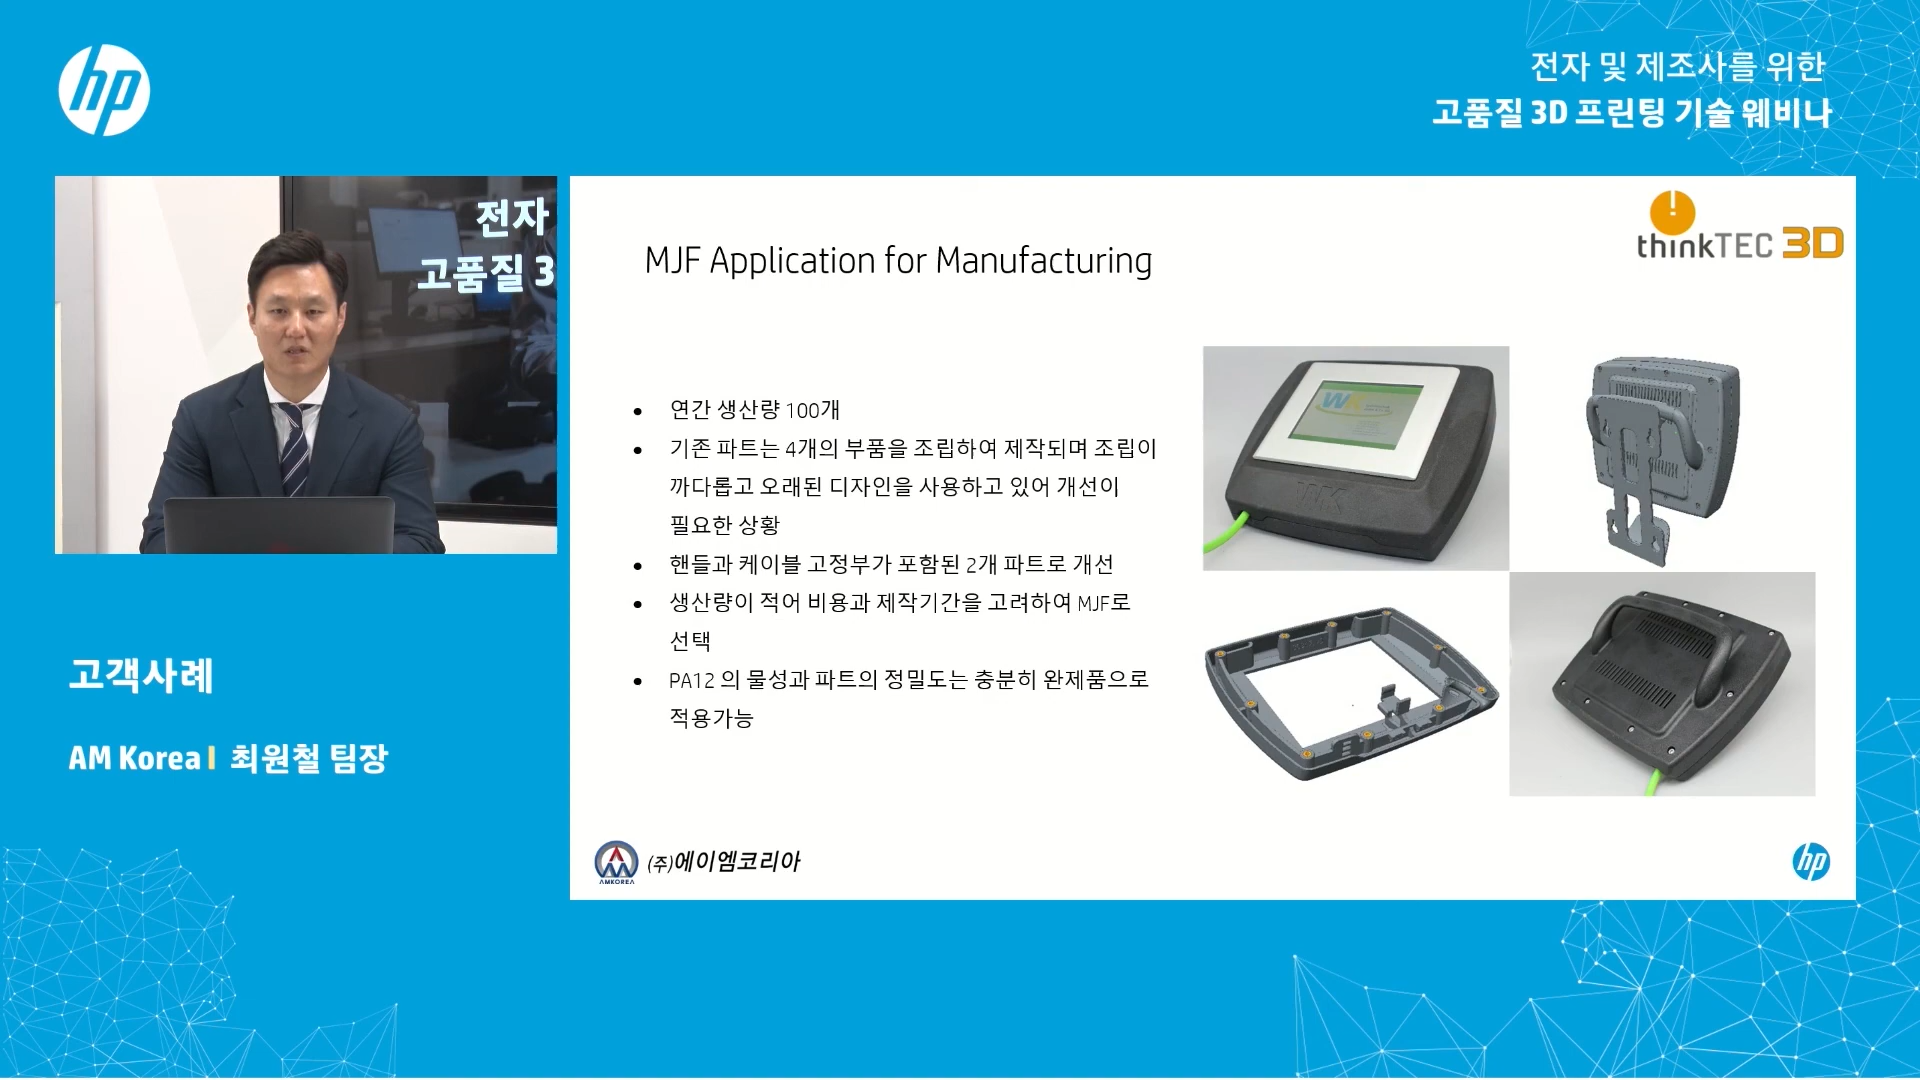 hp
전자 및 제조사를 위한
고품질 3D 프린팅 기술 웨비나
전자
고품질 3
thinkTEC 3D
MJF Application for Manufacturing
연간 생산량 100개
기존 파트는 4개의 부품을 조립하여 제작되며 조립이
까다롭고 오래된 디자인을 사용하고 있어 개선이
필요한 상황
핸들과 케이블 고정부가 포함된 2개 파트로 개선
생산량이 적어 비용과 제작기간을 고려하여 MJF로
선택
PA12 의 물성과 파트의 정밀도는 충분히 완제품으로
적용가능
WK
고객사례
AM Korea I 최원철 팀장
AMKOREA
(주)에이엠코리아
hp